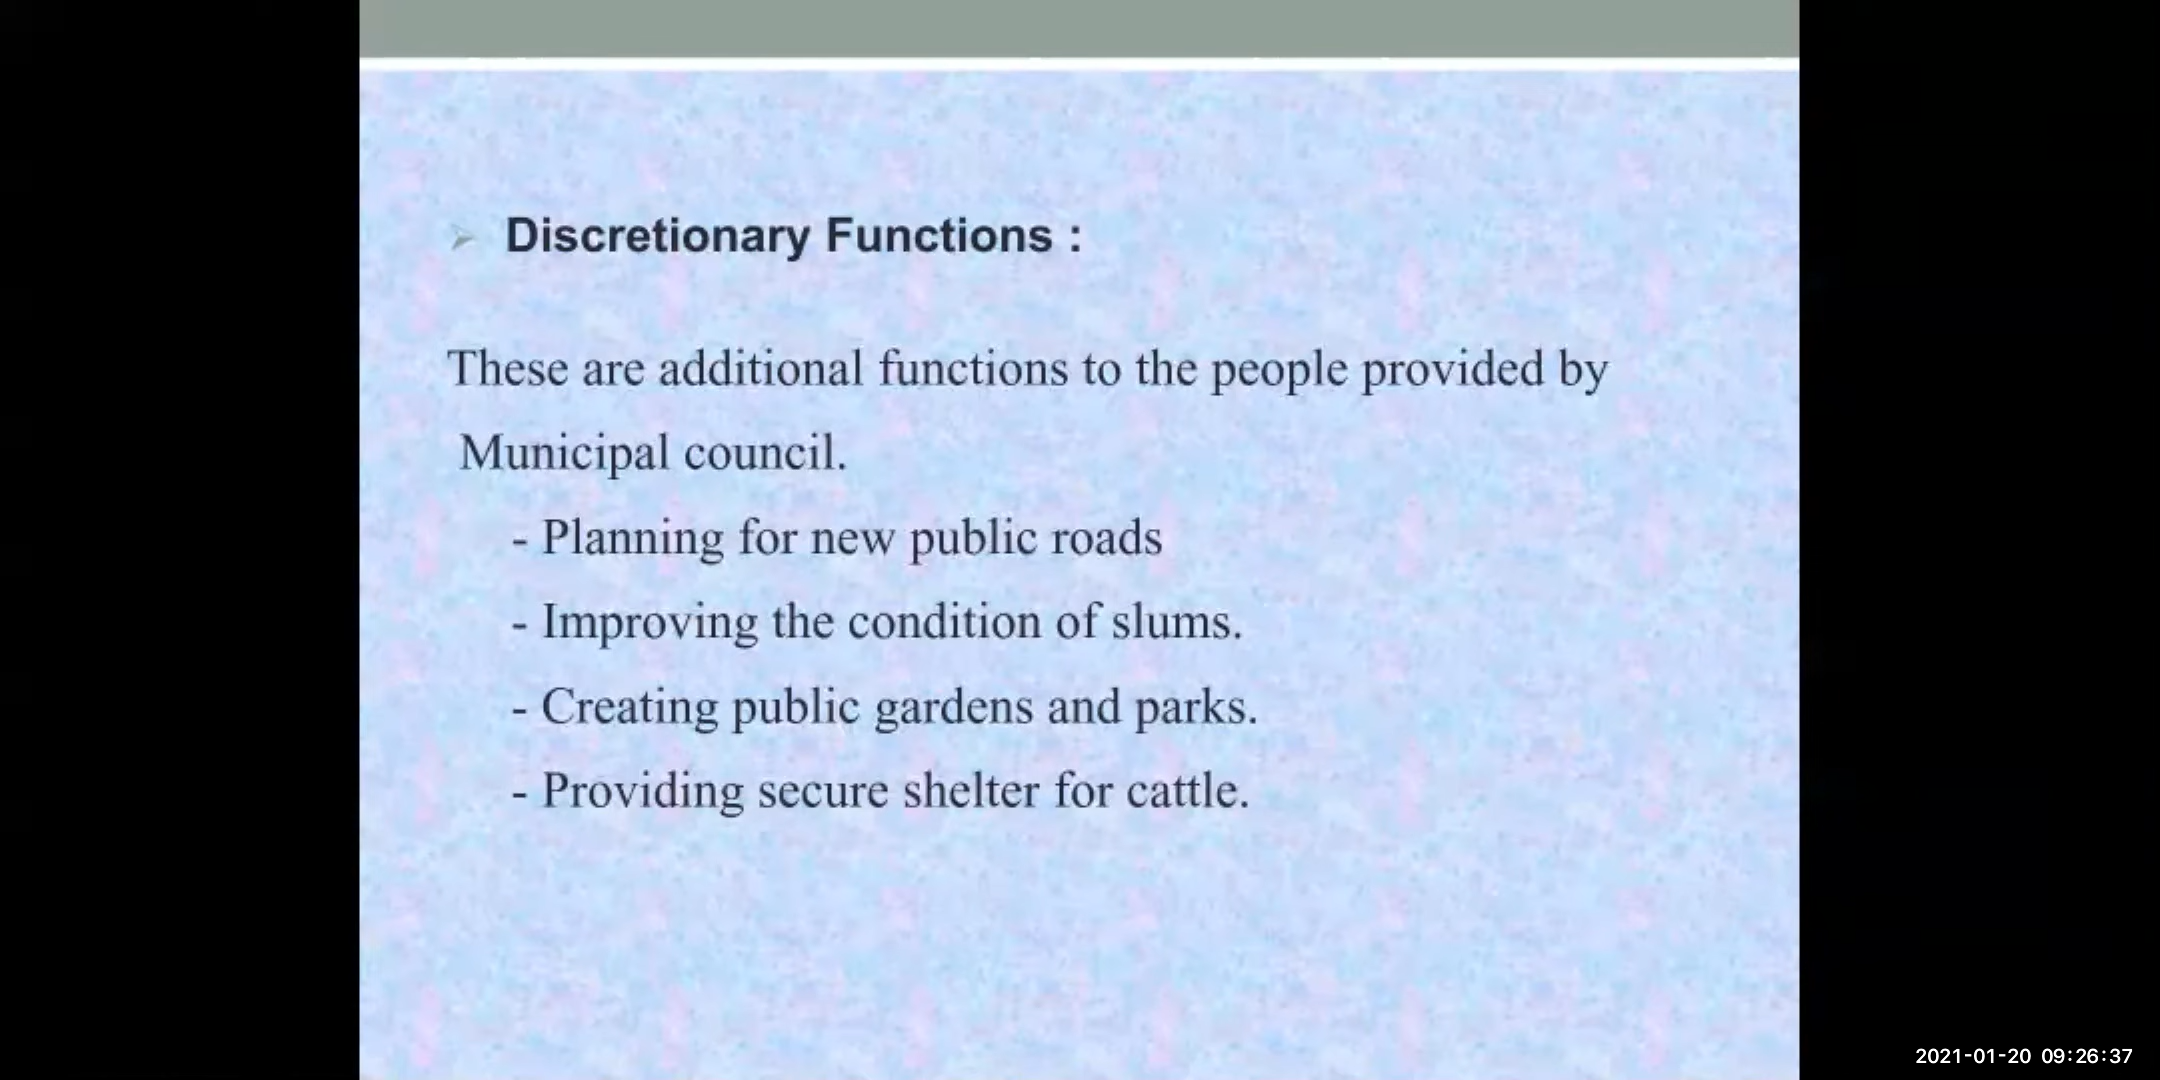 Discretionary Functions :
These are additional functions to the people provided by
Municipal council.
- Planning for new public roads
- Improving the condition of slums.
- Creating public gardens and parks.
- Providing secure shelter for cattle.
2021-01-20 09:26:37